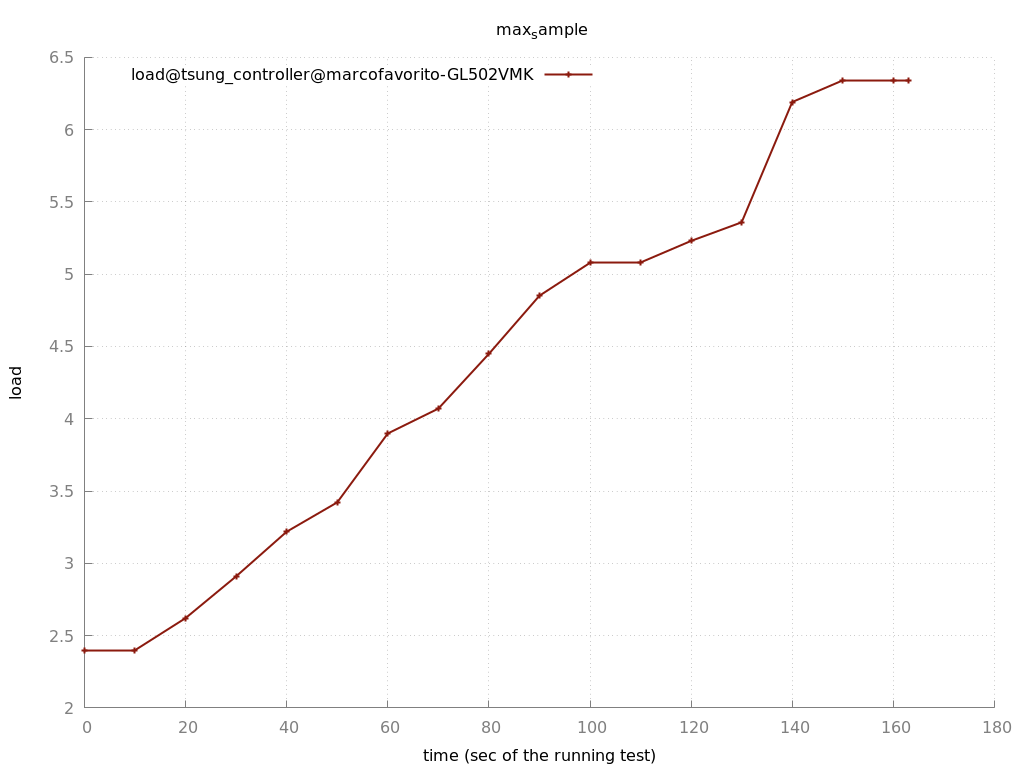 maxsample
6.5
load@tsung_controller@marcofavorito-GL502VMK
6
5.5
5
4.5
4
3.5
3
2.5
2
load
0 20 40 60 80 100 120 140 160 180
time (sec of the running test)